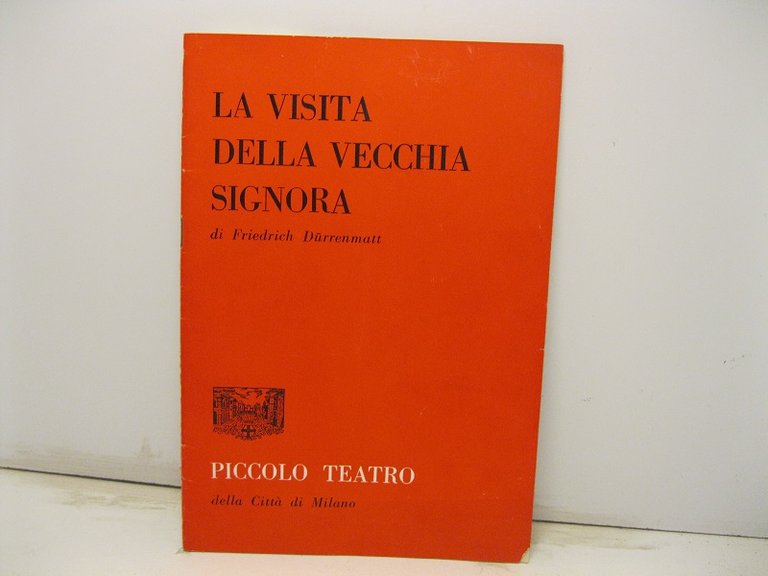 LA VISITA
DELLA VECCHIA
SIGNORA
di Friedrich Dürrenmatt
PICCOLO TEATRO
della Città di Milano